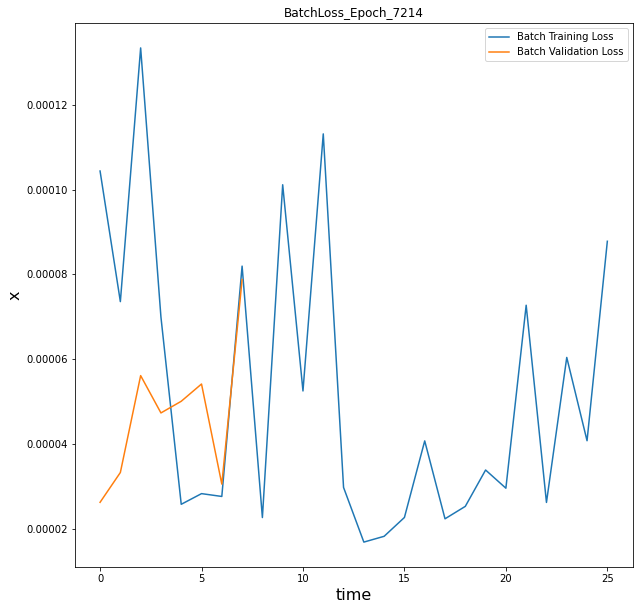 BatchLoss_Epoch_7214
Batch Training Loss
Batch Validation Loss
0.00012
0.00010
0.00008
0.00006
0.00004
0.00002
x
0 5 10 15 20 25
time